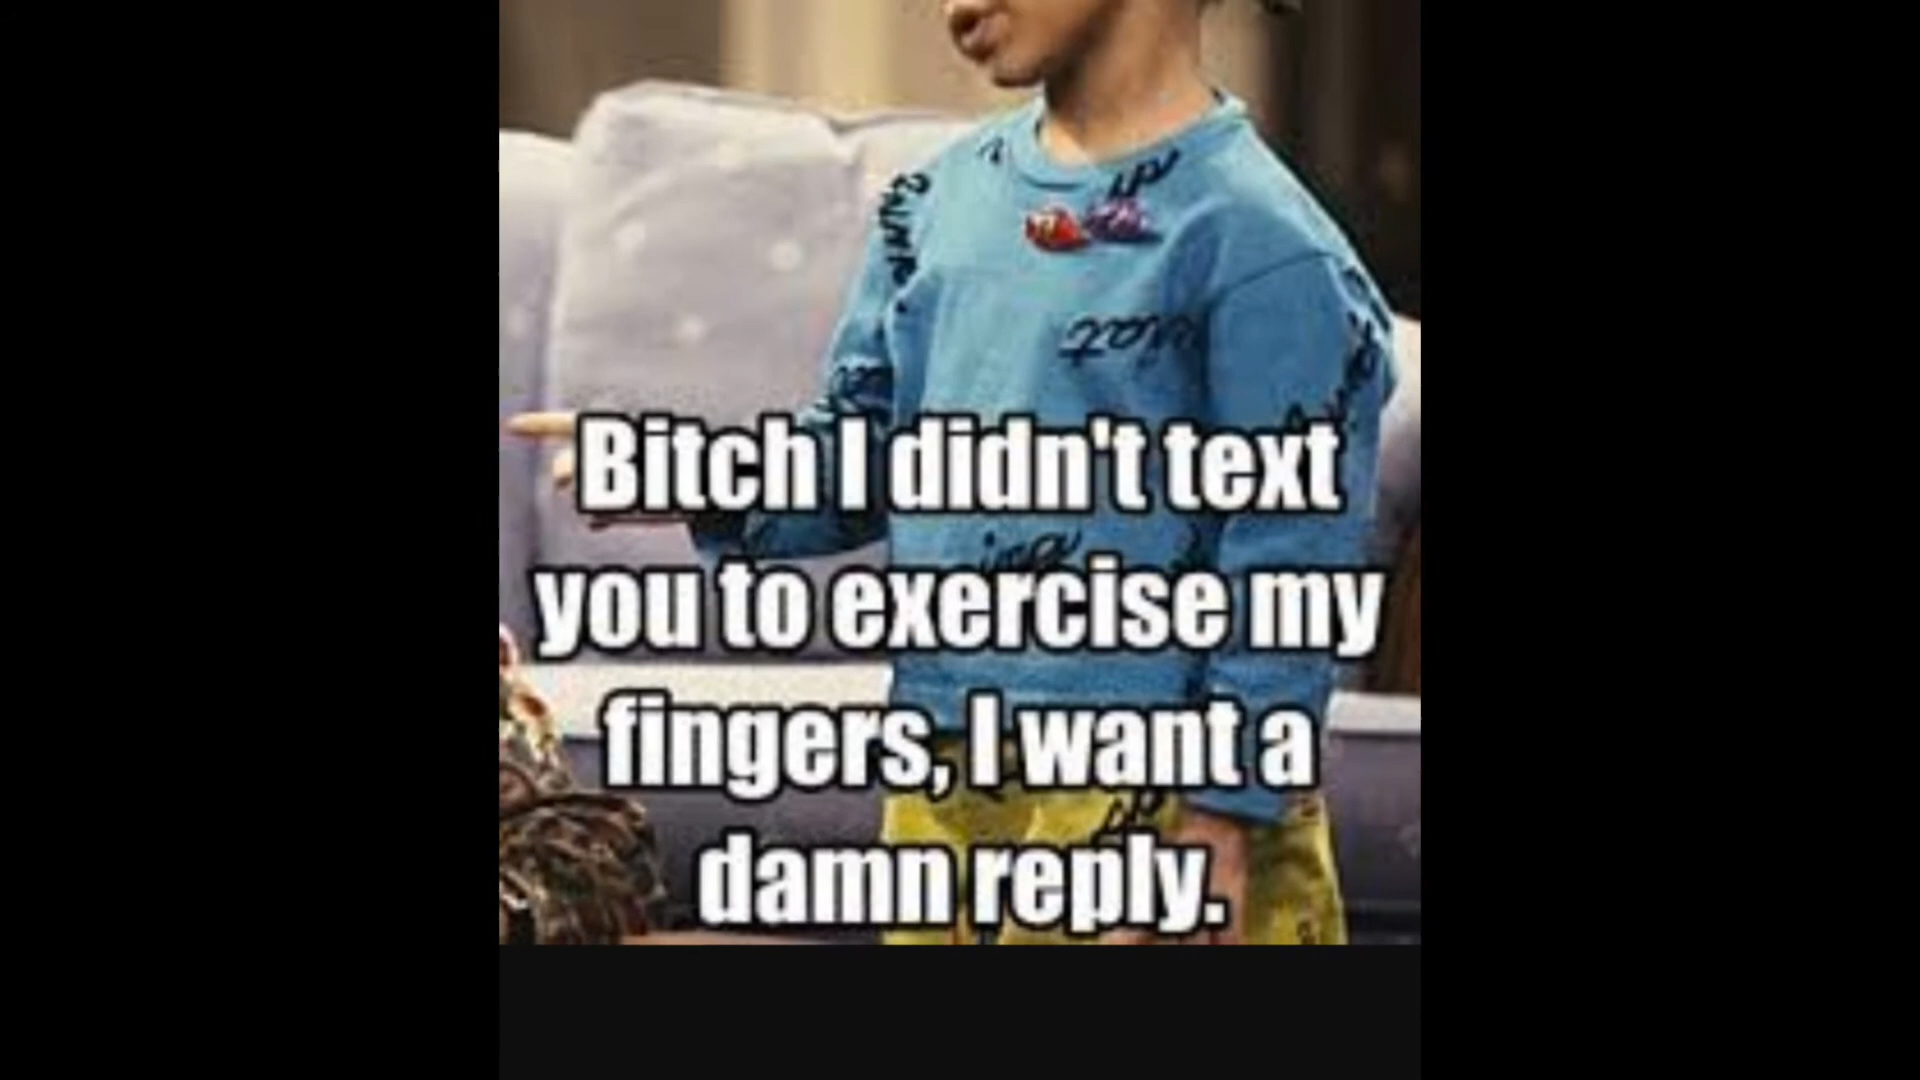 Bitch I didn't text
you to exercise my
fingers, I want a
damn reply.